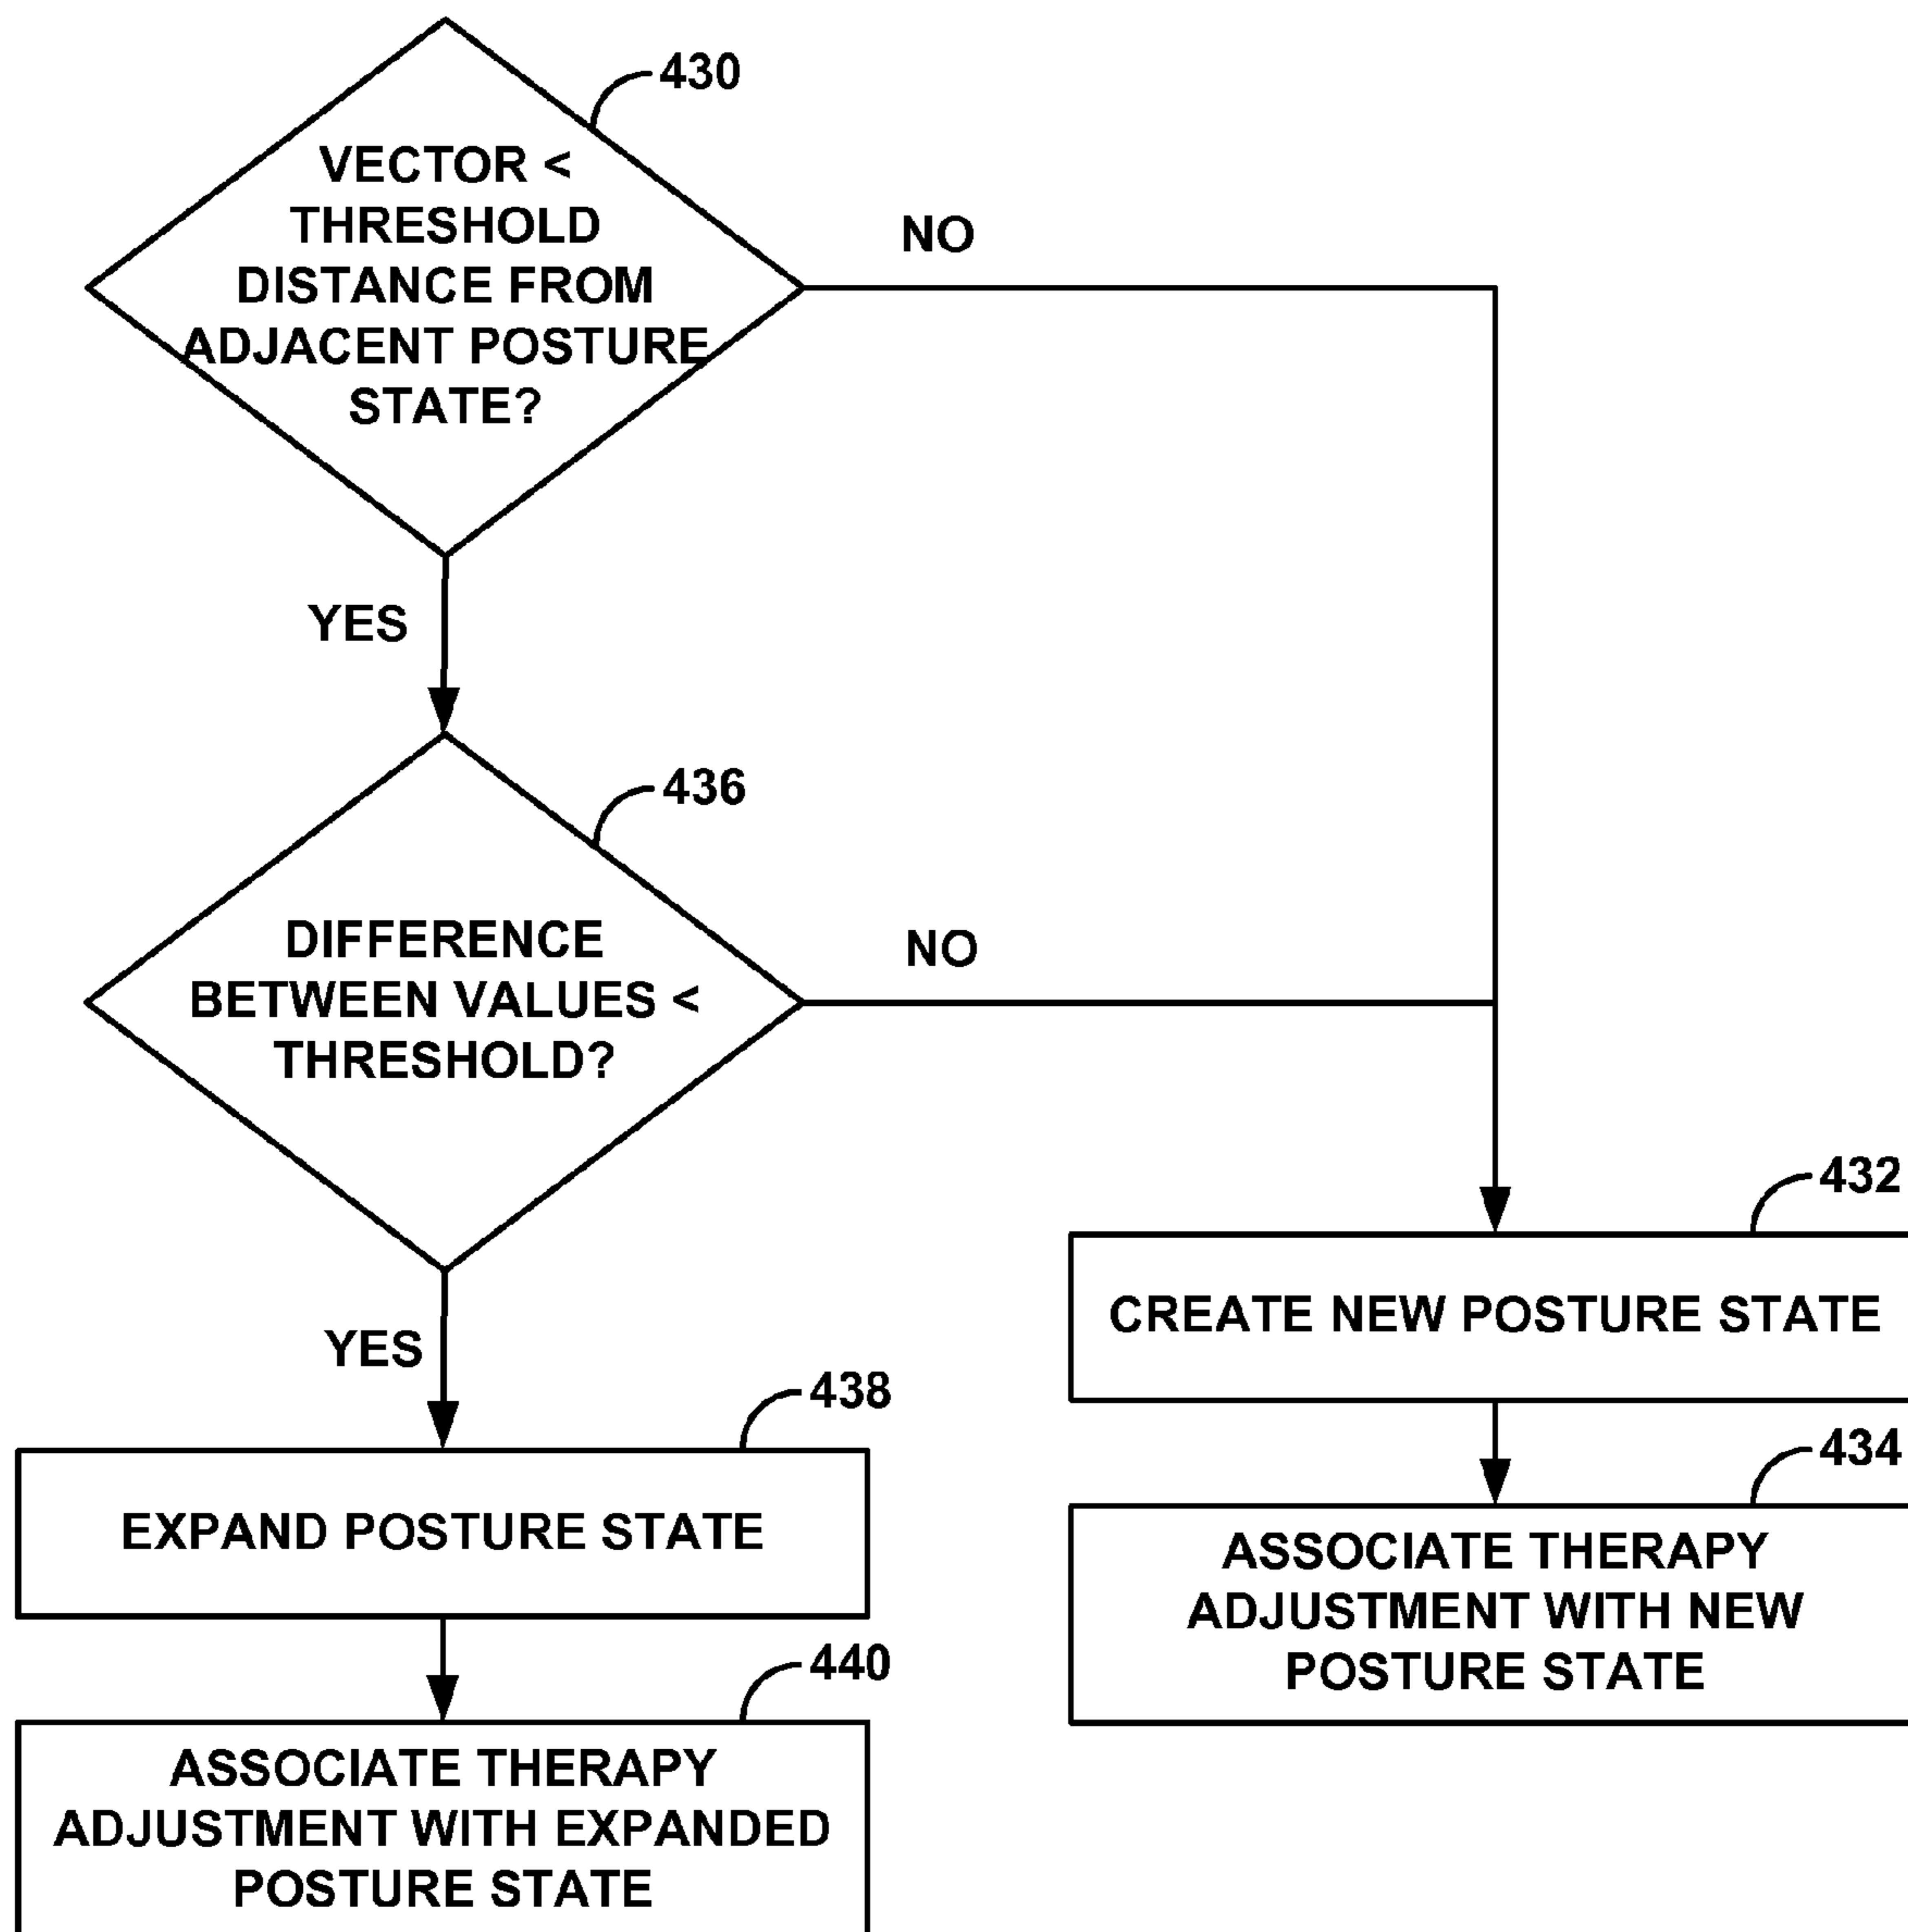 430
VECTOR <
THRESHOLD
DISTANCE FROM
ADJACENT POSTURE
STATE?
NO
YES
436
DIFFERENCE
BETWEEN VALUES <
THRESHOLD?
NO
YES
432
CREATE NEW POSTURE STATE
434
ASSOCIATE THERAPY
ADJUSTMENT WITH NEW
POSTURE STATE
438
EXPAND POSTURE STATE
440
ASSOCIATE THERAPY
ADJUSTMENT WITH EXPANDED
POSTURE STATE